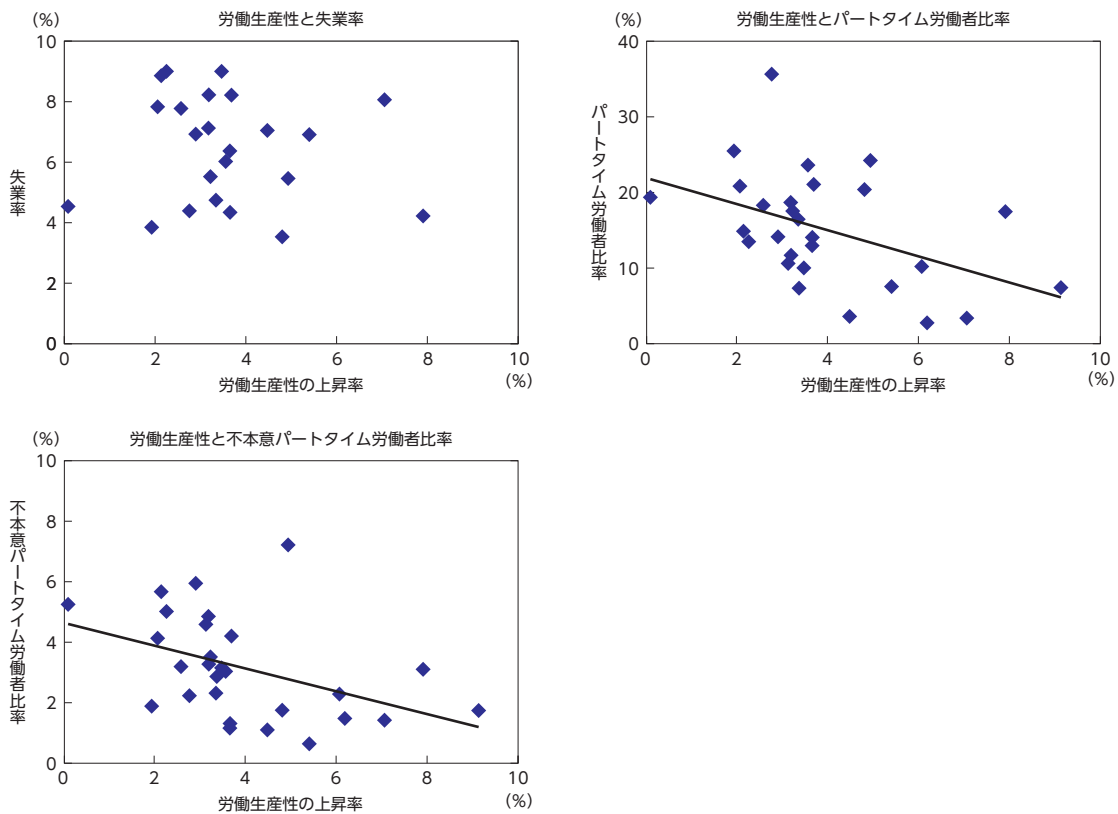 労働生産性と失業率
(%)
10
8
6
4
2
0
失業率
0 2 4 6 8 10
(%)
労働生産性の上昇率
労働生産性とパートタイム労働者比率
(%)
40
30
20
10
0
パートタイム労働者比率
0 2 4 6 8 10
(%)
労働生産性の上昇率
労働生産性と不本意パートタイム労働者比率
(%)
10
8
6
4
2
0
不本意パートタイム労働者比率
0 2 4 6 8 10
(%)
労働生産性の上昇率